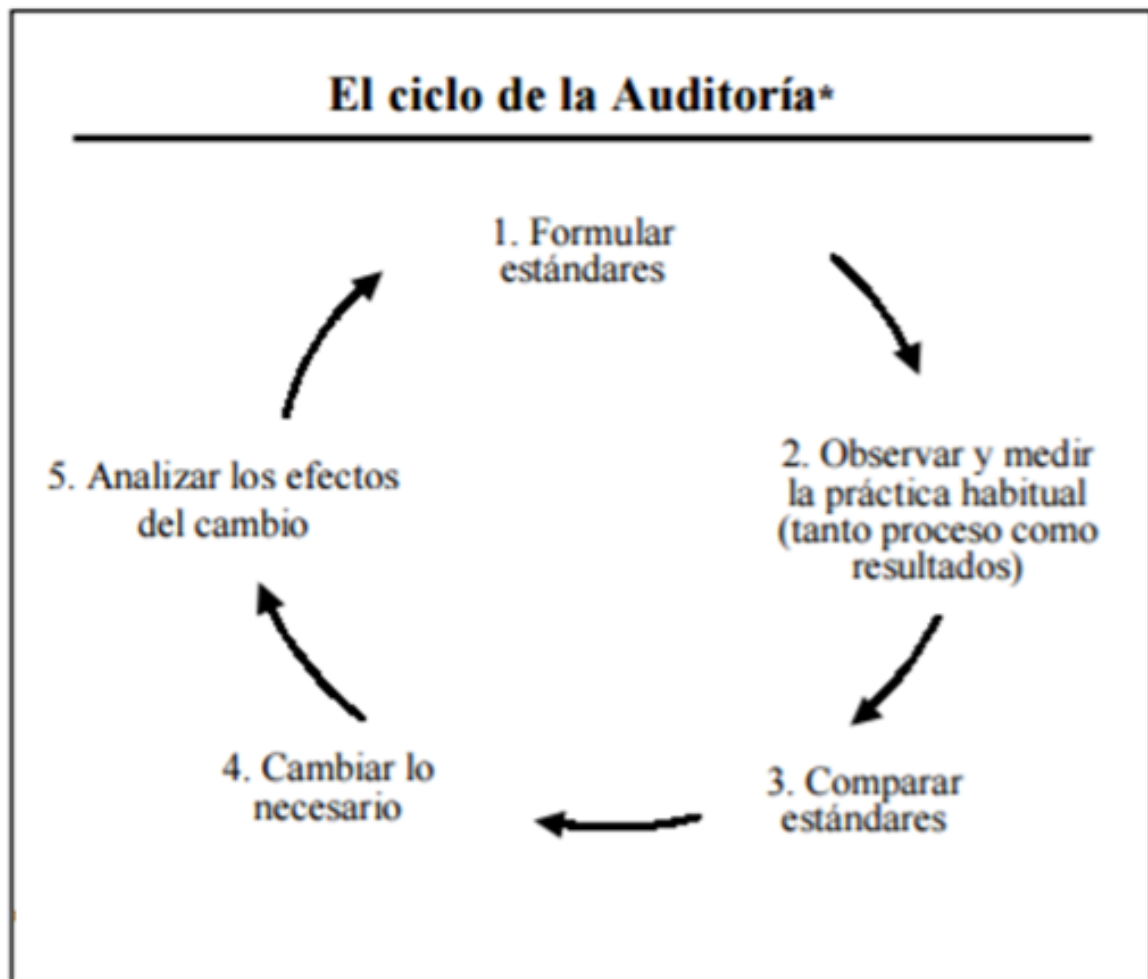 El ciclo de la Auditoría*
1. Formular
estándares
2. Observar y medir
la práctica habitual
(tanto proceso como
resultados)
3. Comparar
estándares
4. Cambiar lo
necesario
5. Analizar los efectos
del cambio